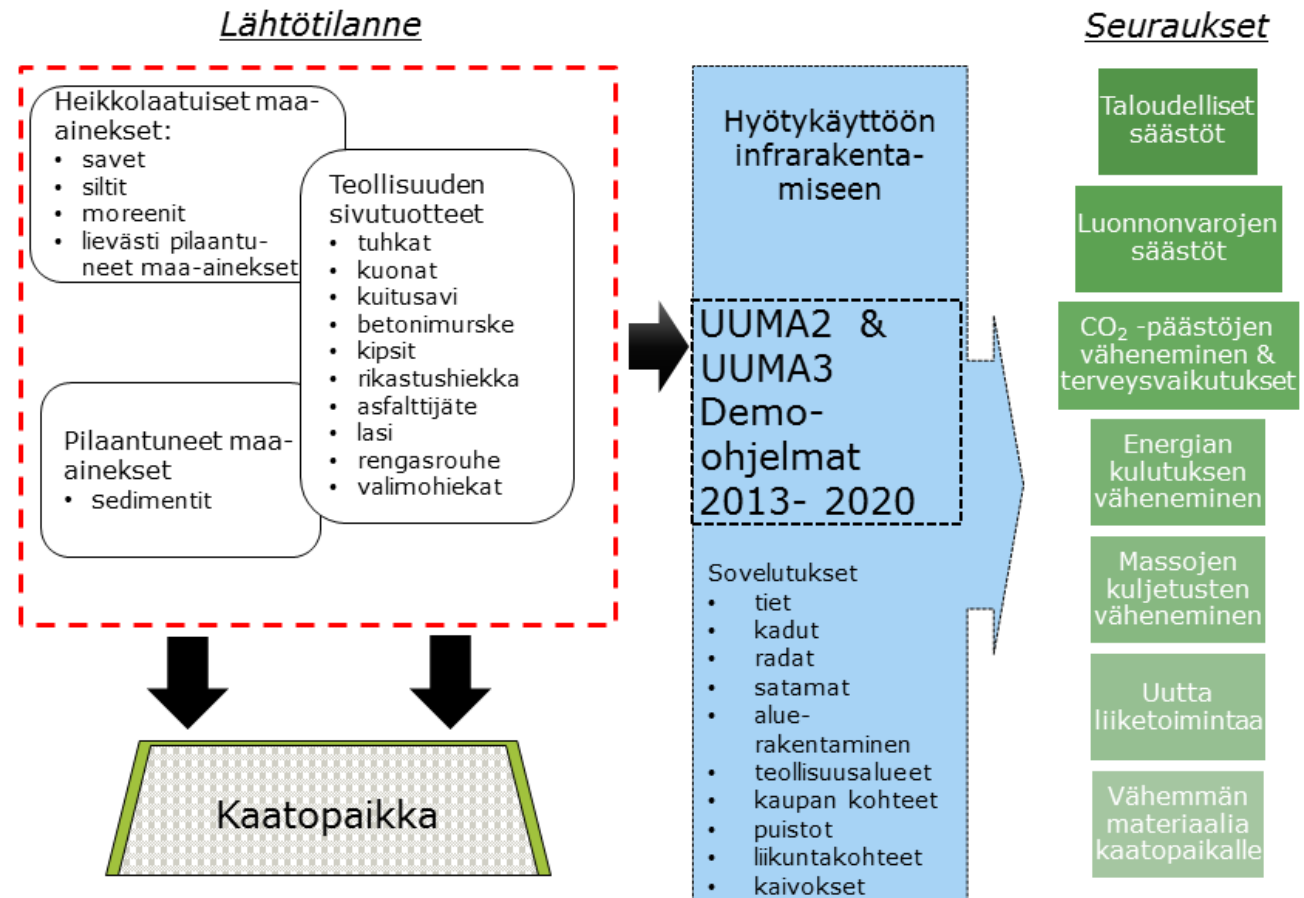 Lähtötilanne
Heikkolaatuiset maa-
ainekset:
• savet
• siltit
• moreenit
• lievästi pilaantu-
neet maa-ainekset
Teollisuuden
sivutuotteet
• tuhkat
• kuonat
• kuitusavi
• betonimurske
• kipsit
• rikastushiekka
• asfalttijäte
• lasi
• rengasrouhe
• valimohiekat
Pilaantuneet maa-
ainekset
• sedimentit
Kaatopaikka
Hyötykäyttöön
infrarakenta-
miseen
UUMA2 &
UUMA3
Demo-
ohjelmat
2013- 2020
Sovelutukset
• tiet
• kadut
• radat
• satamat
• alue-
rakentaminen
• teollisuusalueet
• kaupan kohteet
• puistot
• liikuntakohteet
• kaivokset
Seuraukset
Taloudelliset
säästöt
Luonnonvarojen
säästöt
CO₂ -päästöjen
väheneminen &
terveysvaikutukset
Energian
kulutuksen
väheneminen
Massojen
kuljetusten
väheneminen
Uutta
liiketoimintaa
Vähemmän
materiaalia
kaatopaikalle